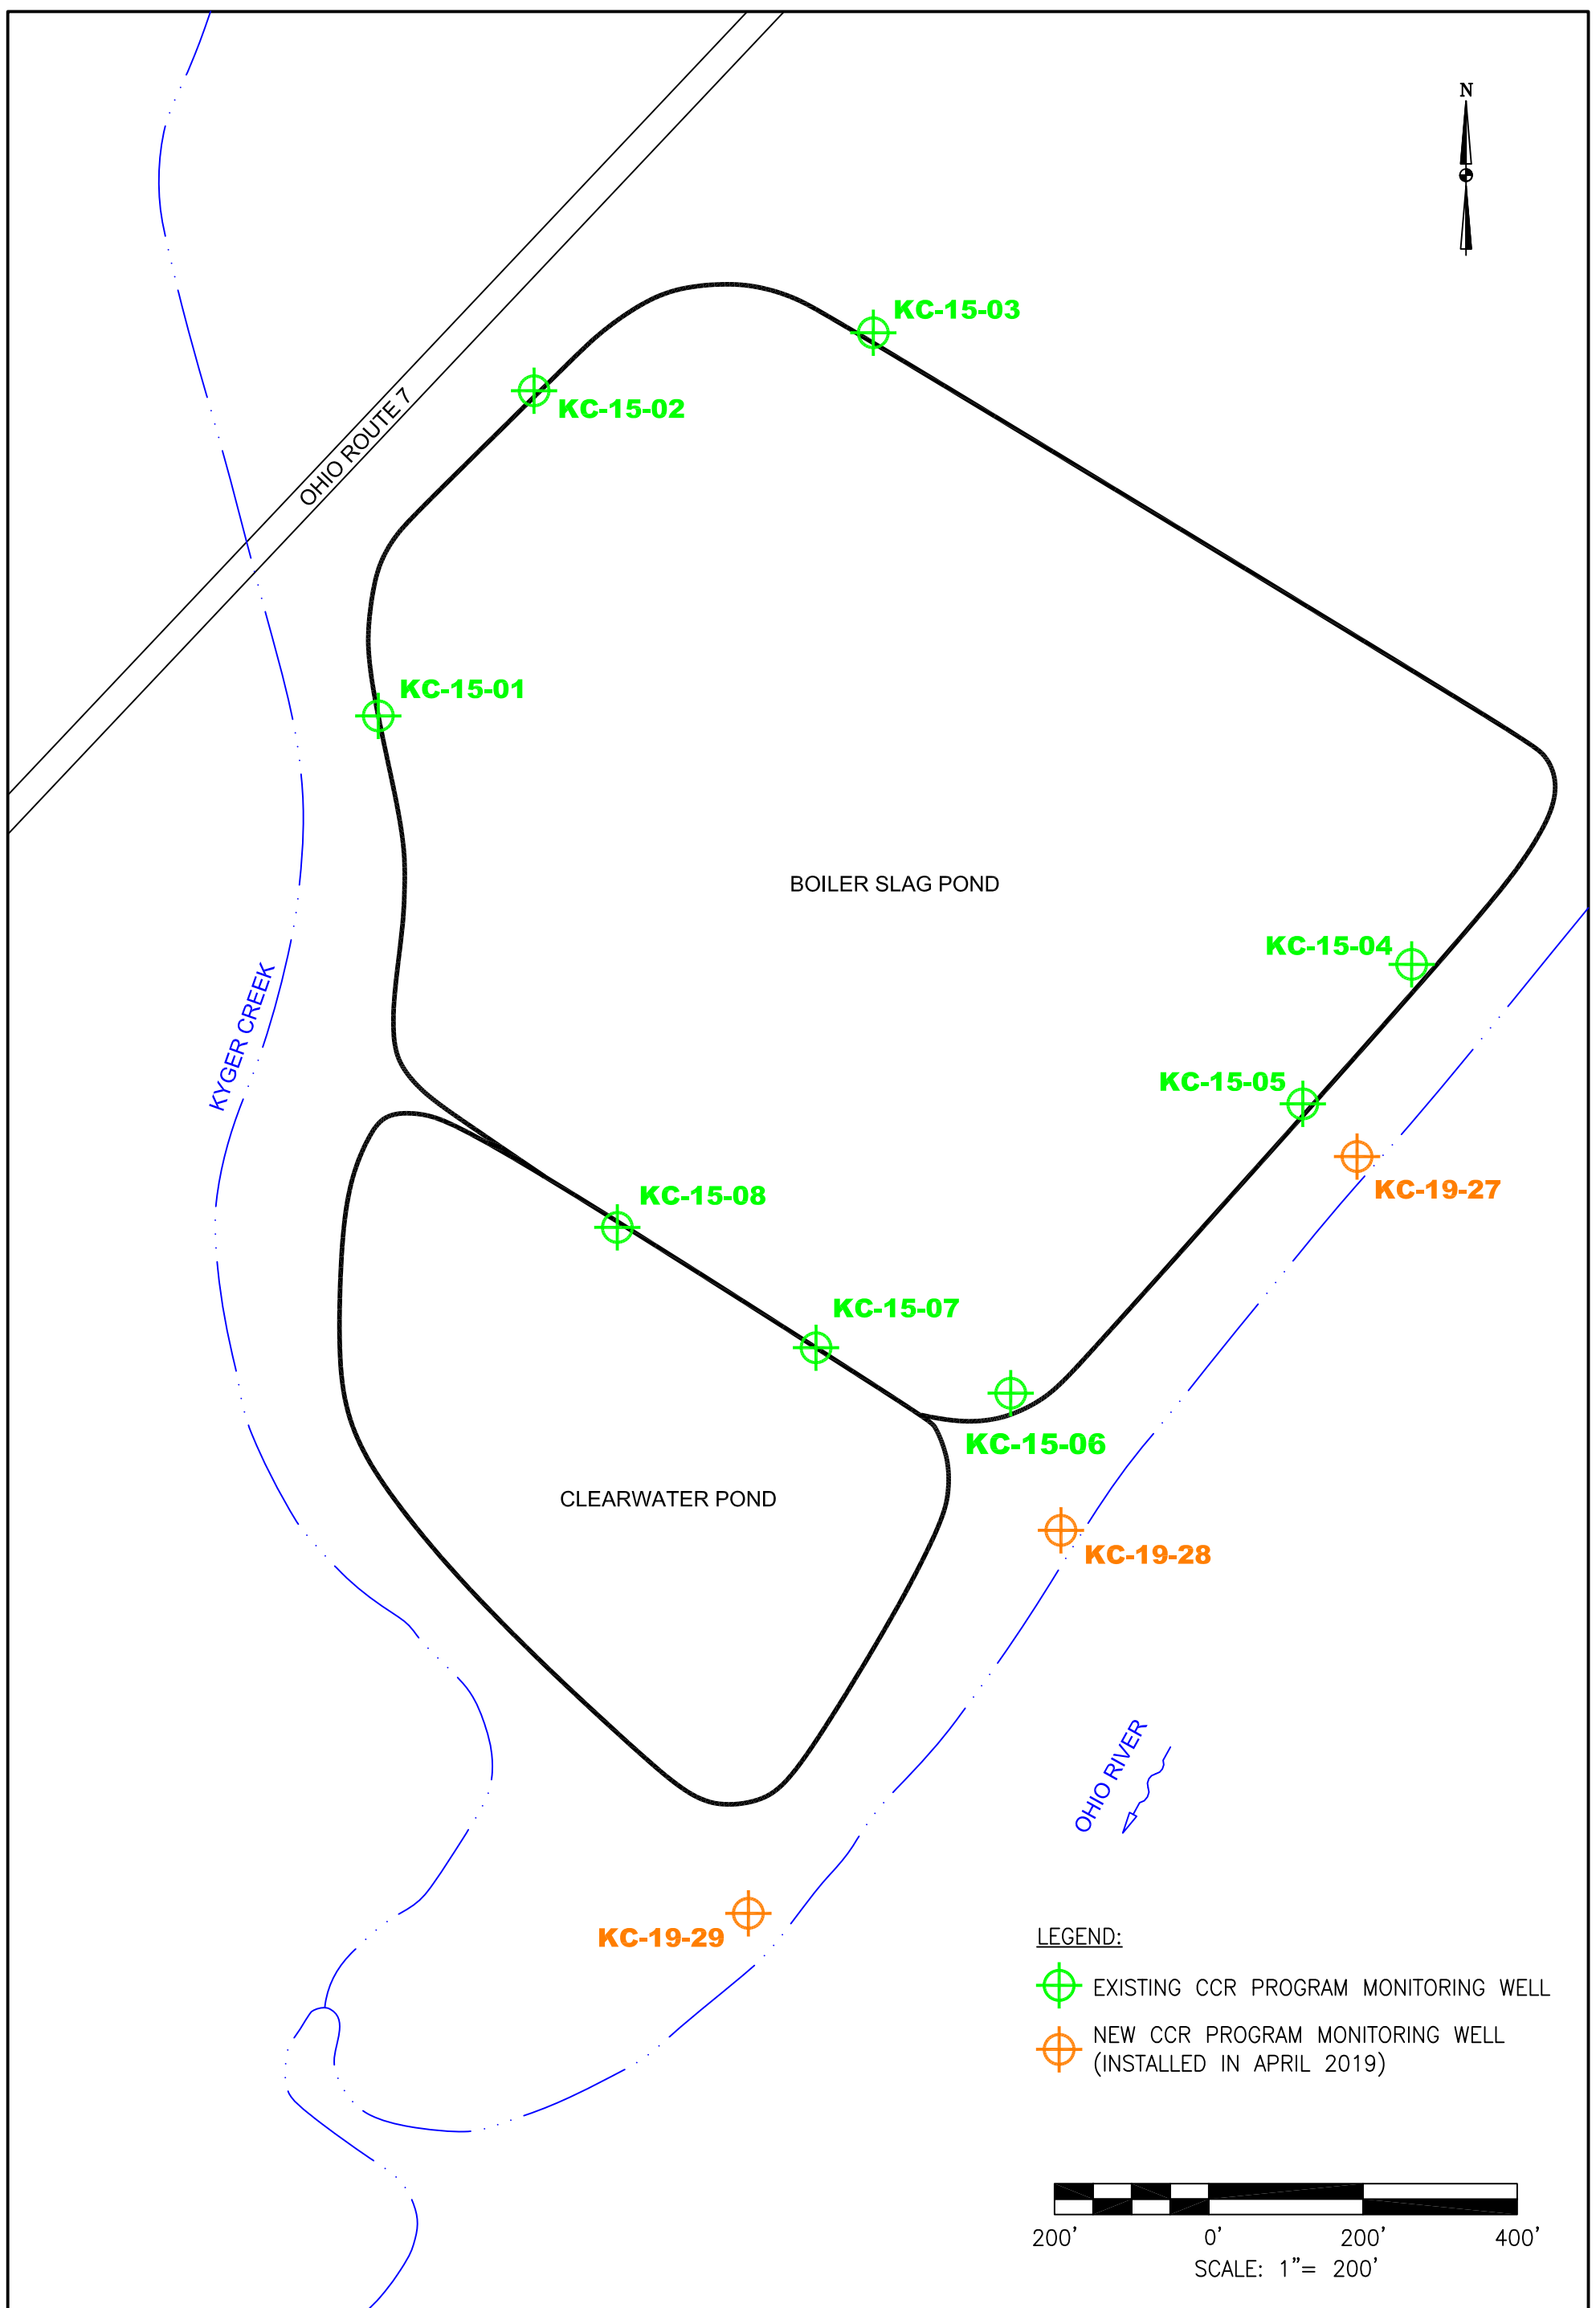 N
KC-15-03
KC-15-02
OHIO ROUTE 7
KC-15-01
BOILER SLAG POND
KC-15-04
KYGER CREEK
KC-15-05
KC-19-27
KC-15-08
KC-15-07
KC-15-06
CLEARWATER POND
KC-19-28
OHIO RIVER
KC-19-29
LEGEND:
EXISTING CCR PROGRAM MONITORING WELL
NEW CCR PROGRAM MONITORING WELL
(INSTALLED IN APRIL 2019)
200' 0' 200' 400'
SCALE: 1"= 200'